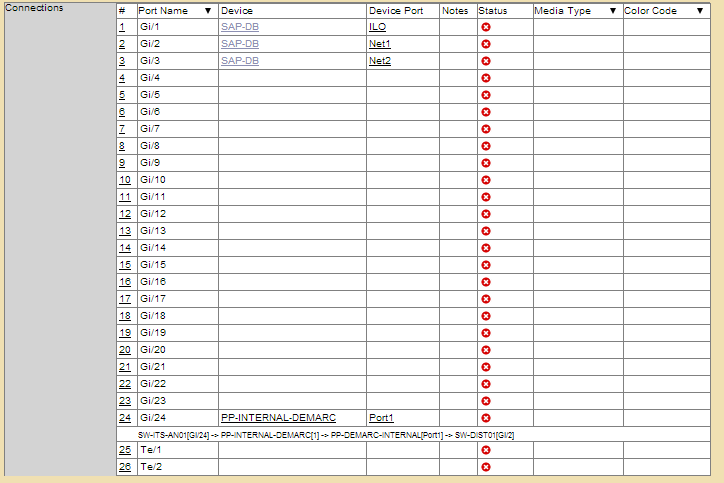 Connections
# Port Name ▼ Device Device Port Notes Status Media Type ▼ Color Code ▼
1 Gi/1 SAP-DB ILO
2 Gi/2 SAP-DB Net1
3 Gi/3 SAP-DB Net2
4 Gi/4
5 Gi/5
6 Gi/6
7 Gi/7
8 Gi/8
9 Gi/9
10 Gi/10
11 Gi/11
12 Gi/12
13 Gi/13
14 Gi/14
15 Gi/15
16 Gi/16
17 Gi/17
18 Gi/18
19 Gi/19
20 Gi/20
21 Gi/21
22 Gi/22
23 Gi/23
24 Gi/24 PP-INTERNAL-DEMARC Port1
SW-ITS-AN01[Gi/24] -> PP-INTERNAL-DEMARC[1] -> PP-DEMARC-INTERNAL[Port1] -> SW-DIST01[GI/2]
25 Te/1
26 Te/2